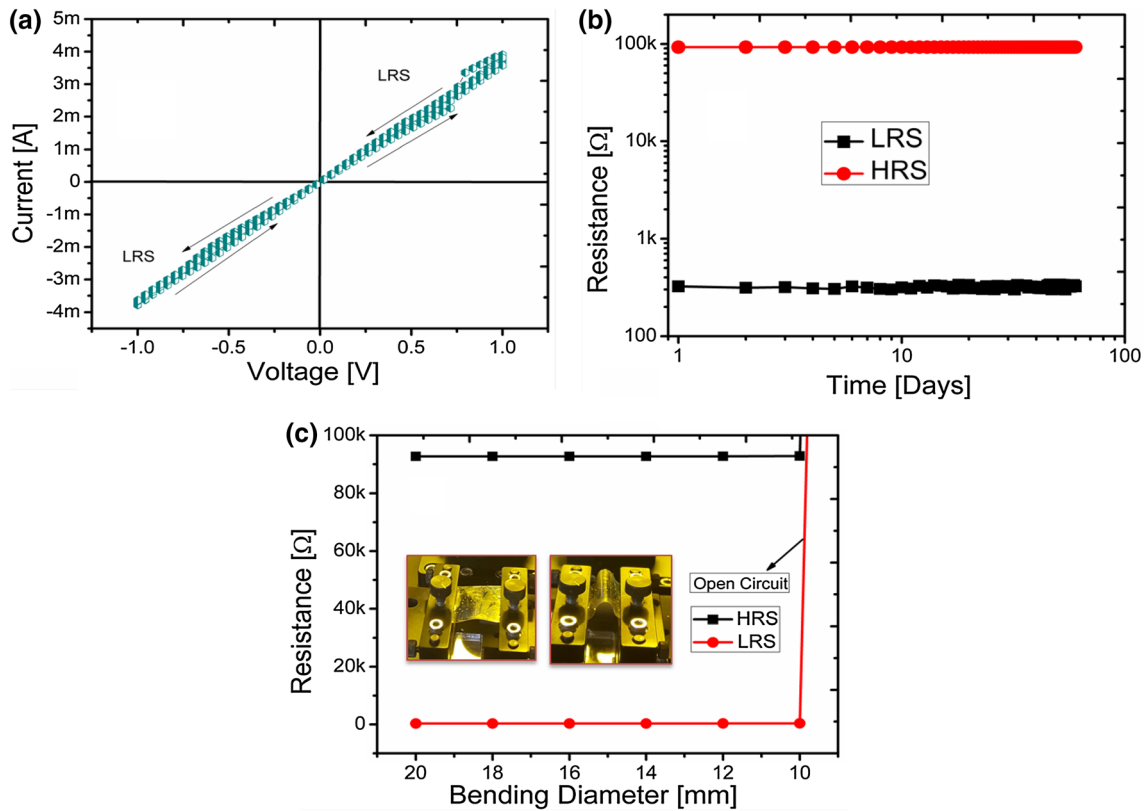 (a)
5m
4m
3m
2m
1m
0
-1m
-2m
-3m
-4m
Current [A]
LRS
LRS
-1.0
-0.5
0.0
0.5
1.0
Voltage [V]
(b)
100k
10k
1k
100
Resistance [Ω]
LRS
HRS
1
10
100
Time [Days]
(c)
100k
80k
60k
40k
20k
0
Resistance [Ω]
Open Circuit
HRS
LRS
20
18
16
14
12
10
Bending Diameter [mm]